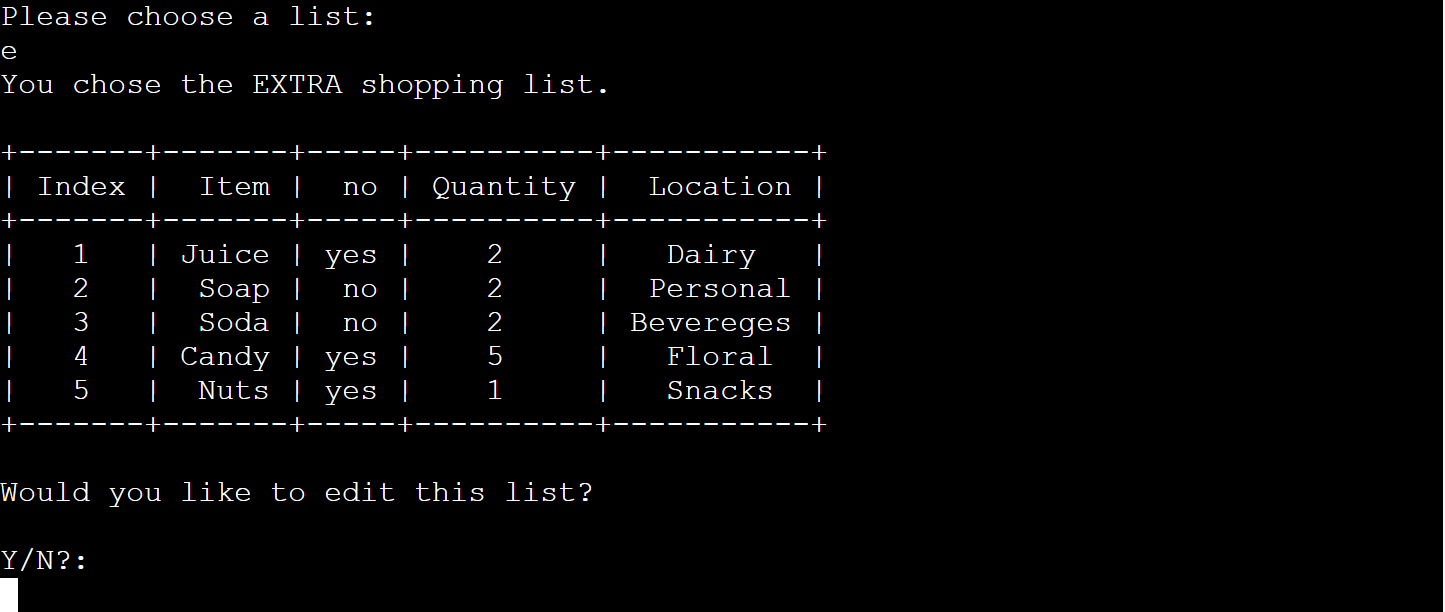 Please choose a list:
e
You chose the EXTRA shopping list.
+-------+-------+-----+----------+-----------+
| Index |  Item |  no | Quantity |  Location |
+-------+-------+-----+----------+-----------+
|   1   | Juice | yes |    2     |   Dairy   |
|   2   |  Soap |  no |    2     |  Personal |
|   3   |  Soda |  no |    2     | Bevereges |
|   4   | Candy | yes |    5     |   Floral  |
|   5   |  Nuts | yes |    1     |   Snacks  |
+-------+-------+-----+----------+-----------+
Would you like to edit this list?
Y/N?: